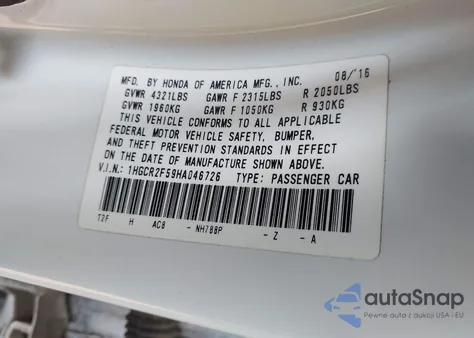 MFD. BY HONDA OF AMERICA MFG., INC. 08/'16
GVWR 4321LBS GAWR F 2315LBS R 2050LBS
GVWR 1960KG GAWR F 1050KG R 930KG
THIS VEHICLE CONFORMS TO ALL APPLICABLE
FEDERAL MOTOR VEHICLE SAFETY, BUMPER,
AND THEFT PREVENTION STANDARDS IN EFFECT
ON THE DATE OF MANUFACTURE SHOWN ABOVE.
V.I.N.: 1HGCR2F59HA046726 TYPE: PASSENGER CAR
T2F H AC8 - NH788P - Z - A
autoSnap
Pewne auta z aukcji USA i EU